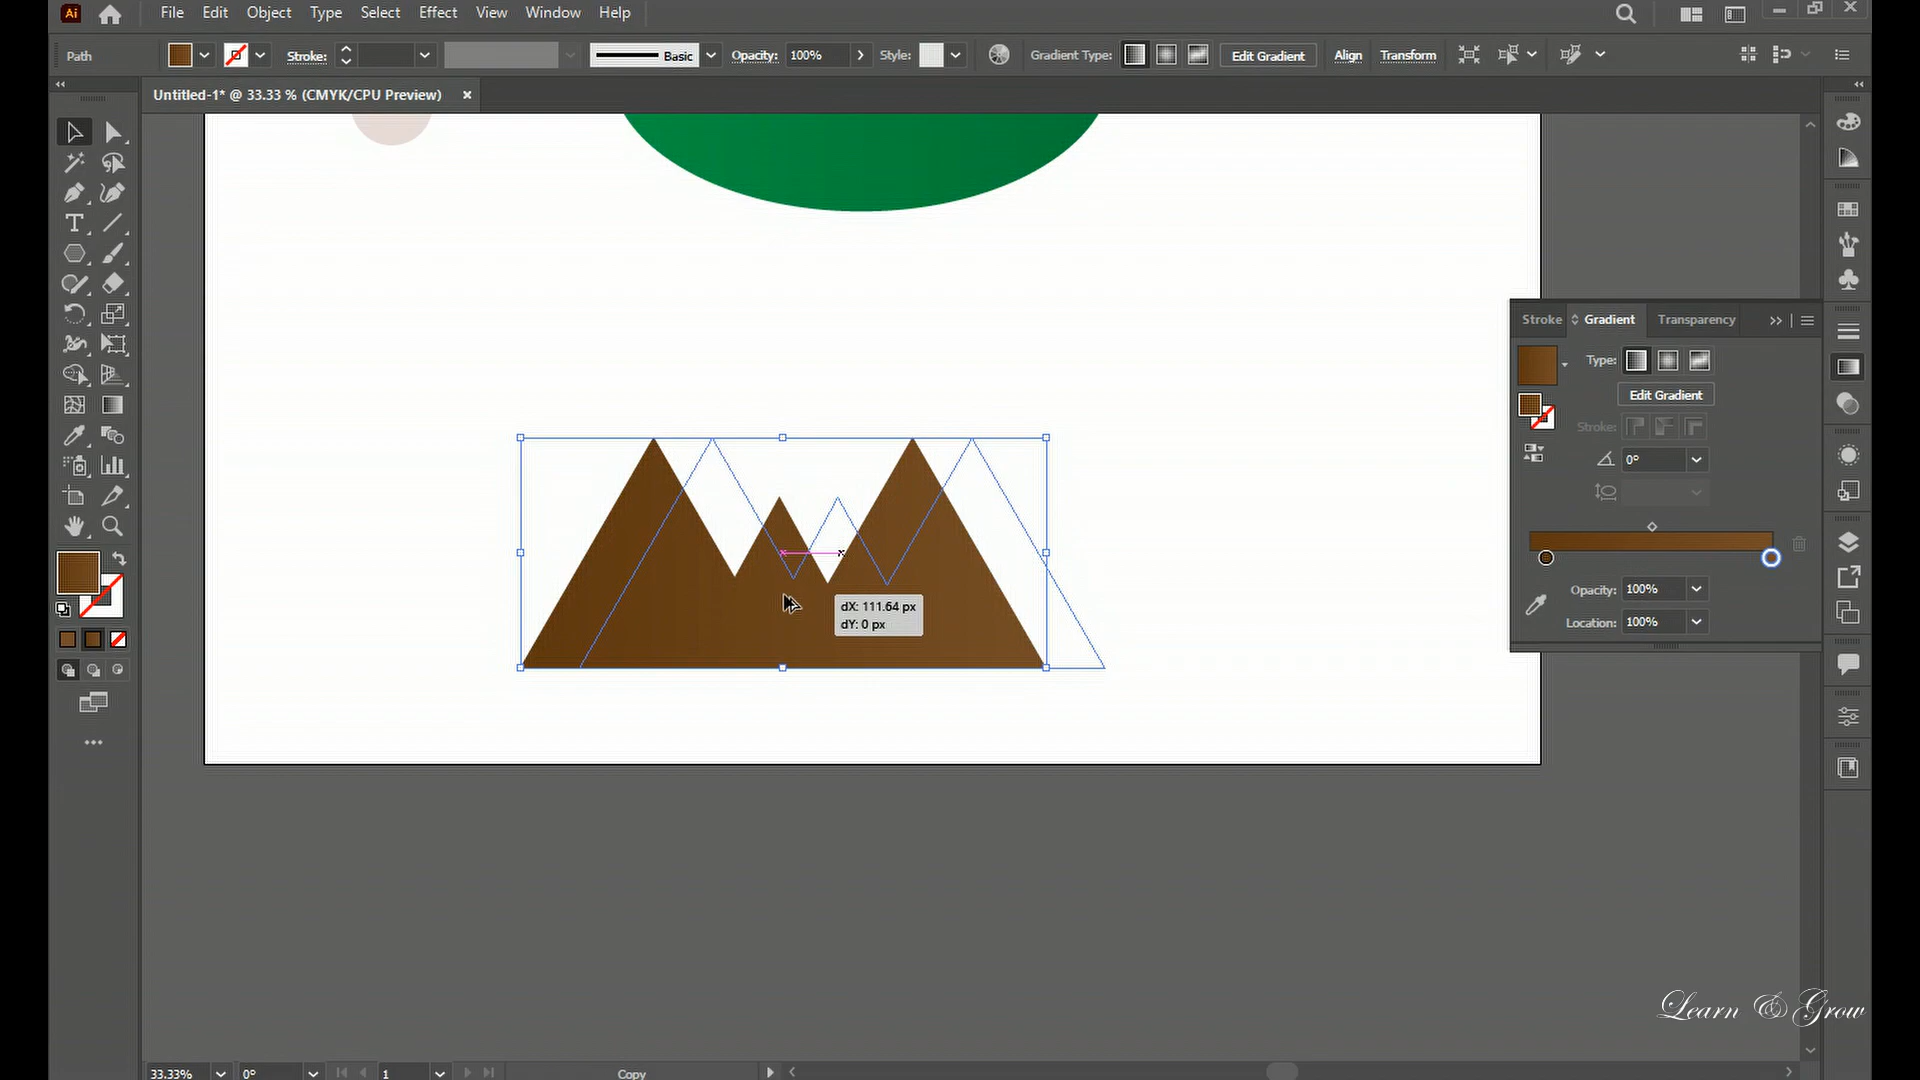 Ai File Edit Object Type Select Effect View Window Help
Path Stroke: Basic Opacity: 100% Style: Gradient Type: Edit Gradient Align Transform
Untitled-1* @ 33.33 % (CMYK/CPU Preview) ×
Stroke Gradient Transparency
Type:
Edit Gradient
Stroke:
0°
Opacity: 100%
Location: 100%
dX: 111.64 px
dY: 0 px
Learn & Grow
33.33% 0° 1 Copy